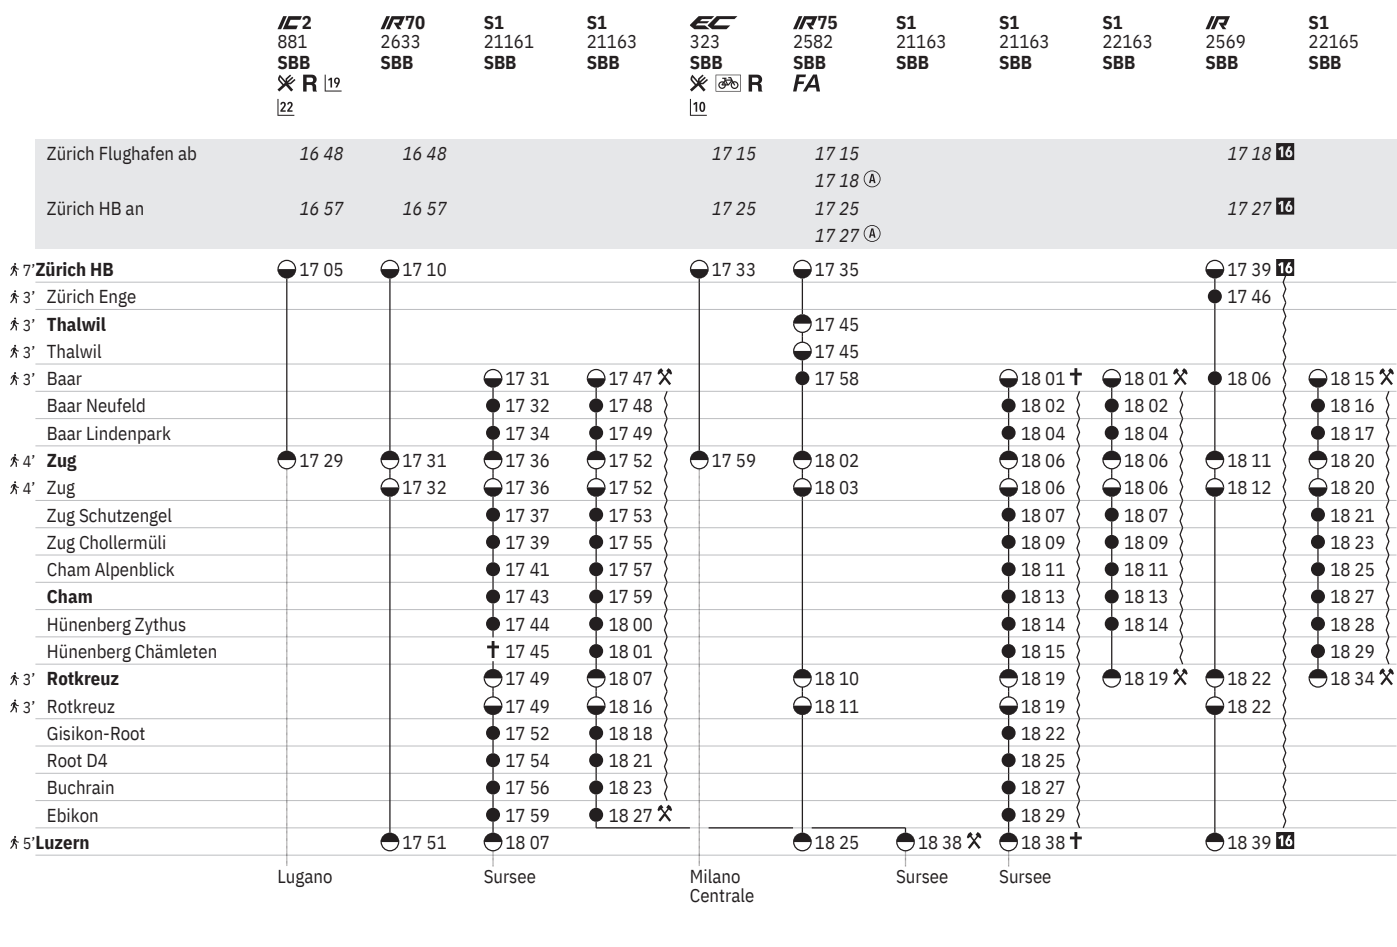 IC2 IR70 S1 S1 EC IR75 S1 S1 S1 IR S1
881 2633 21161 21163 323 2582 21163 21163 22163 2569 22165
SBB SBB SBB SBB SBB SBB SBB SBB SBB SBB SBB
R 19 R FA
22 10
Zürich Flughafen ab 16 48 16 48 17 15 17 15 17 18 16
17 18 A
Zürich HB an 16 57 16 57 17 25 17 25 17 27 16
17 27 A
7' Zürich HB 17 05 17 10 17 33 17 35 17 39 16
3' Zürich Enge 17 46
3' Thalwil 17 45
3' Thalwil 17 45
3' Baar 17 31 17 47 17 58 18 01 18 01 18 06 18 15
Baar Neufeld 17 32 17 48 18 02 18 02 18 16
Baar Lindenpark 17 34 17 49 18 04 18 04 18 17
4' Zug 17 29 17 31 17 36 17 52 17 59 18 02 18 06 18 06 18 11 18 20
4' Zug 17 32 17 36 17 52 18 03 18 06 18 06 18 12 18 20
Zug Schutzengel 17 37 17 53 18 07 18 07 18 21
Zug Chollermüli 17 39 17 55 18 09 18 09 18 23
Cham Alpenblick 17 41 17 57 18 11 18 11 18 25
Cham 17 43 17 59 18 13 18 13 18 27
Hünenberg Zythus 17 44 18 00 18 14 18 14 18 28
Hünenberg Chämleten 17 45 18 01 18 15 18 29
3' Rotkreuz 17 49 18 07 18 10 18 19 18 19 18 22 18 34
3' Rotkreuz 17 49 18 16 18 11 18 19 18 22
Gisikon-Root 17 52 18 18 18 22
Root D4 17 54 18 21 18 25
Buchrain 17 56 18 23 18 27
Ebikon 17 59 18 27 18 29
5' Luzern 17 51 18 07 18 25 18 38 18 38 18 39 16
Lugano Sursee Milano Sursee Sursee
Centrale